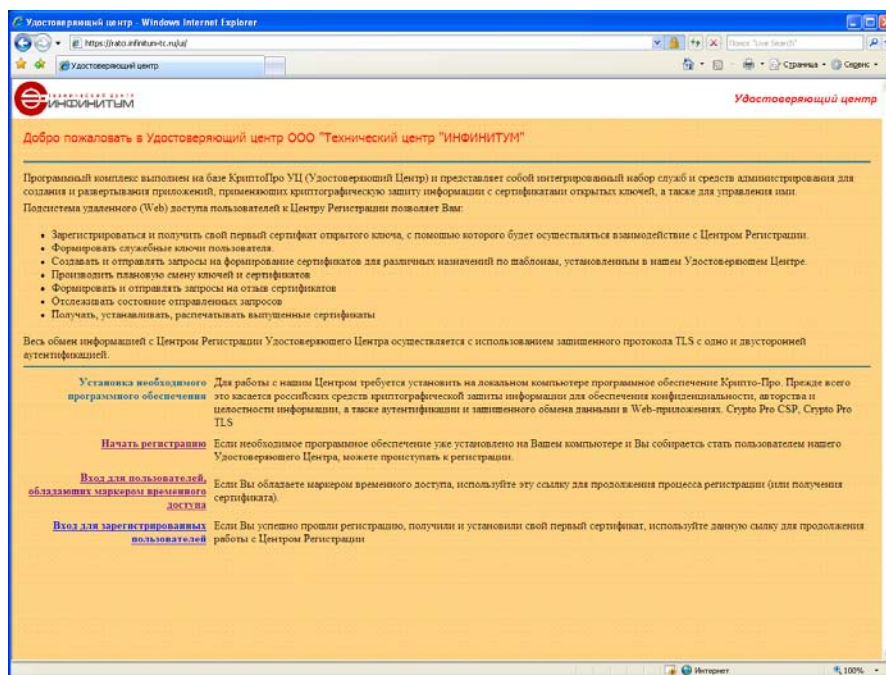 Удостоверяющий центр - Windows Internet Explorer
https://ratci.infinitum-tc.ru/ui/
Поиск "Live Search"
Удостоверяющий центр
Страница
Сервис
ТЕХНИЧЕСКИЙ ЦЕНТР
ИНФИНИТУМ
Удостоверяющий центр
Добро пожаловать в Удостоверяющий центр ООО "Технический центр "ИНФИНИТУМ"
Программный комплекс выполнен на базе КриптоПро УЦ (Удостоверяющий Центр) и представляет собой интегрированный набор служб и средств администрирования для
создания и развертывания приложений, применяющих криптографическую защиту информации с сертификатами открытых ключей, а также для управления ими.
Подсистема удаленного (Web) доступа пользователей к Центру Регистрации позволяет Вам:
Зарегистрироваться и получить свой первый сертификат открытого ключа, с помощью которого будет осуществляться взаимодействие с Центром Регистрации.
Формировать служебные ключи пользователя.
Создавать и отправлять запросы на формирование сертификатов для различных назначений по шаблонам, установленным в нашем Удостоверяющем Центре.
Производить плановую смену ключей и сертификатов
Формировать и отправлять запросы на отзыв сертификатов
Отслеживать состояние отправленных запросов
Получать, устанавливать, распечатывать выпущенные сертификаты
Весь обмен информацией с Центром Регистрации Удостоверяющего Центра осуществляется с использованием защищенного протокола TLS с одно и двусторонней
аутентификацией.
Установка необходимого
программного обеспечения
Для работы с нашим Центром требуется установить на локальном компьютере программное обеспечение Крипто-Про. Прежде всего
это касается российских средств криптографической защиты информации для обеспечения конфиденциальности, авторства и
целостности информации, а также аутентификации и защищенного обмена данными в Web-приложениях. Crypto Pro CSP, Crypto Pro
TLS
Начать регистрацию
Если необходимое программное обеспечение уже установлено на Вашем компьютере и Вы собираетсь стать пользователем нашего
Удостоверяющего Центра, можете проиступать к регистрации.
Вход для пользователей,
обладающих маркером временного
доступа
Если Вы обладаете маркером временного доступа, используйте эту ссылку для продолжения процесса регистрации (или получения
сертификата).
Вход для зарегистрированных
пользователей
Если Вы успешно прошли регистрацию, получили и установили свой первый сертификат, используйте данную сылку для продолжения
работы с Центром Регистрации
Интернет
100%